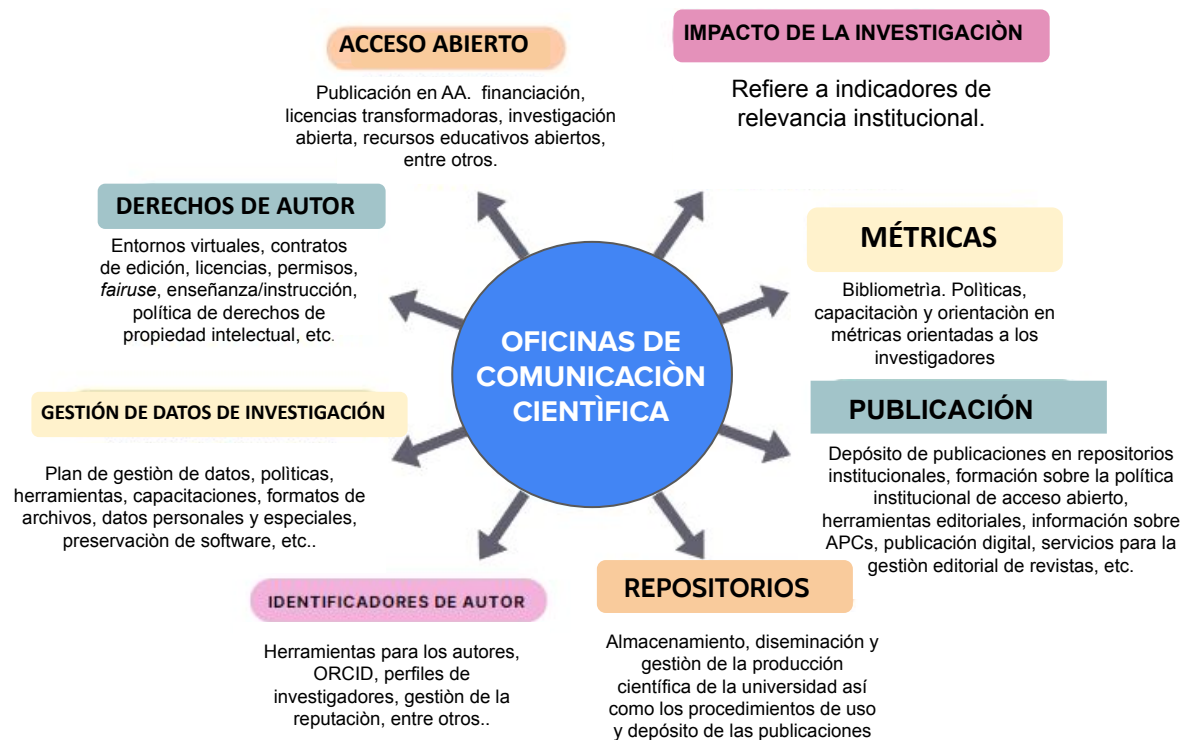 ACCESO ABIERTO
Publicación en AA.  financiación,
licencias transformadoras, investigación
abierta, recursos educativos abiertos,
entre otros.
IMPACTO DE LA INVESTIGACIÒN
Refiere a indicadores de
relevancia institucional.
DERECHOS DE AUTOR
Entornos virtuales, contratos
de edición, licencias, permisos,
fairuse, enseñanza/instrucción,
política de derechos de
propiedad intelectual, etc.
MÉTRICAS
Bibliometrìa. Polìticas,
capacitaciòn y orientaciòn en
métricas orientadas a los
investigadores
OFICINAS DE
COMUNICACIÒN
CIENTÌFICA
GESTIÓN DE DATOS DE INVESTIGACIÓN
Plan de gestiòn de datos, polìticas,
herramientas, capacitaciones, formatos de
archivos, datos personales y especiales,
preservaciòn de software, etc..
PUBLICACIÓN
Depósito de publicaciones en repositorios
institucionales, formación sobre la política
institucional de acceso abierto,
herramientas editoriales, información sobre
APCs, publicación digital, servicios para la
gestiòn editorial de revistas, etc.
IDENTIFICADORES DE AUTOR
Herramientas para los autores,
ORCID, perfiles de
investigadores, gestiòn de la
reputaciòn, entre otros..
REPOSITORIOS
Almacenamiento, diseminación y
gestiòn de la producción
científica de la universidad así
como los procedimientos de uso
y depósito de las publicaciones